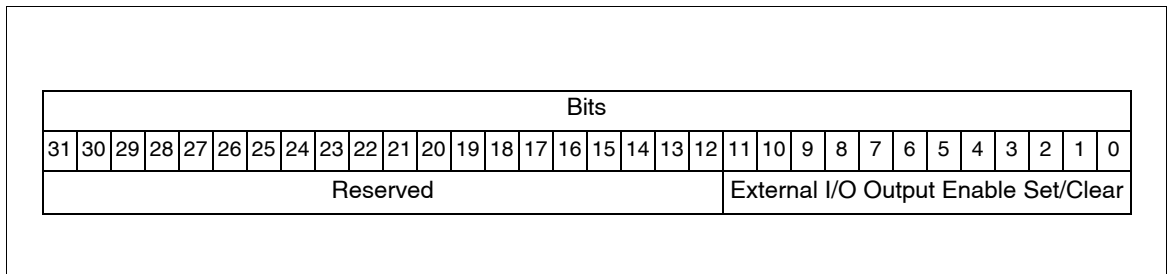 Bits
31 30 29 28 27 26 25 24 23 22 21 20 19 18 17 16 15 14 13 12 11 10 9 8 7 6 5 4 3 2 1 0
Reserved External I/O Output Enable Set/Clear